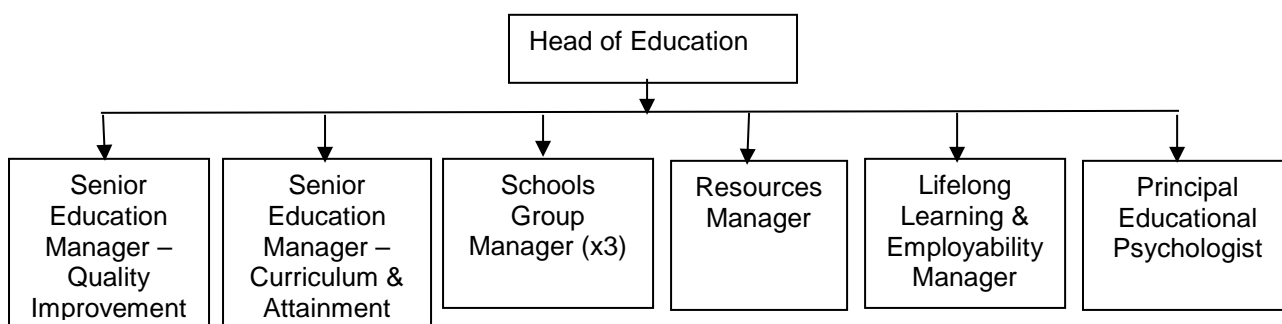 Head of Education
Senior
Education
Manager –
Quality
Improvement
Senior
Education
Manager –
Curriculum &
Attainment
Schools
Group
Manager (x3)
Resources
Manager
Lifelong
Learning &
Employability
Manager
Principal
Educational
Psychologist